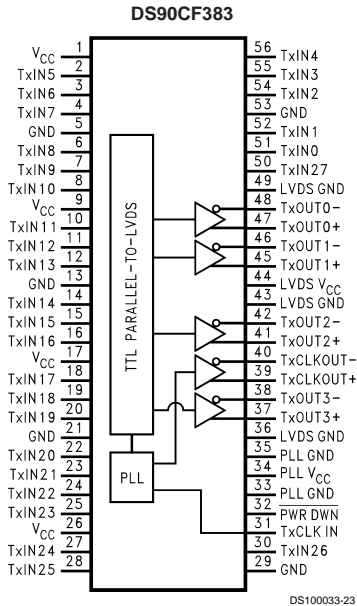 DS90CF383
VCC 1
TxIN5 2
TxIN6 3
TxIN7 4
GND 5
TxIN8 6
TxIN9 7
TxIN10 8
VCC 9
TxIN11 10
TxIN12 11
TxIN13 12
GND 13
TxIN14 14
TxIN15 15
TxIN16 16
VCC 17
TxIN17 18
TxIN18 19
TxIN19 20
GND 21
TxIN20 22
TxIN21 23
TxIN22 24
TxIN23 25
VCC 26
TxIN24 27
TxIN25 28
TTL PARALLEL-TO-LVDS
PLL
56 TxIN4
55 TxIN3
54 TxIN2
53 GND
52 TxIN1
51 TxIN0
50 TxIN27
49 LVDS GND
48 TxOUT0-
47 TxOUT0+
46 TxOUT1-
45 TxOUT1+
44 LVDS VCC
43 LVDS GND
42 TxOUT2-
41 TxOUT2+
40 TxCLKOUT-
39 TxCLKOUT+
38 TxOUT3-
37 TxOUT3+
36 LVDS GND
35 PLL GND
34 PLL VCC
33 PLL GND
32 PWR DWN
31 TxCLK IN
30 TxIN26
29 GND
DS100033-23